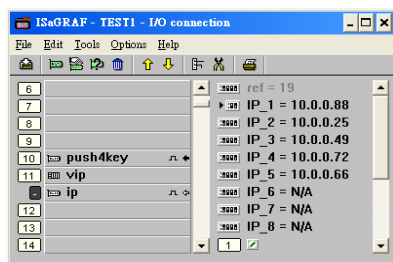 ISaGRAF - TEST1 - I/O connection
File Edit Tools Options Help
6
7
8
9
10 push4key
11 vip
ip
12
13
14
ref = 19
IP_1 = 10.0.0.88
IP_2 = 10.0.0.25
IP_3 = 10.0.0.49
IP_4 = 10.0.0.72
IP_5 = 10.0.0.66
IP_6 = N/A
IP_7 = N/A
IP_8 = N/A
1